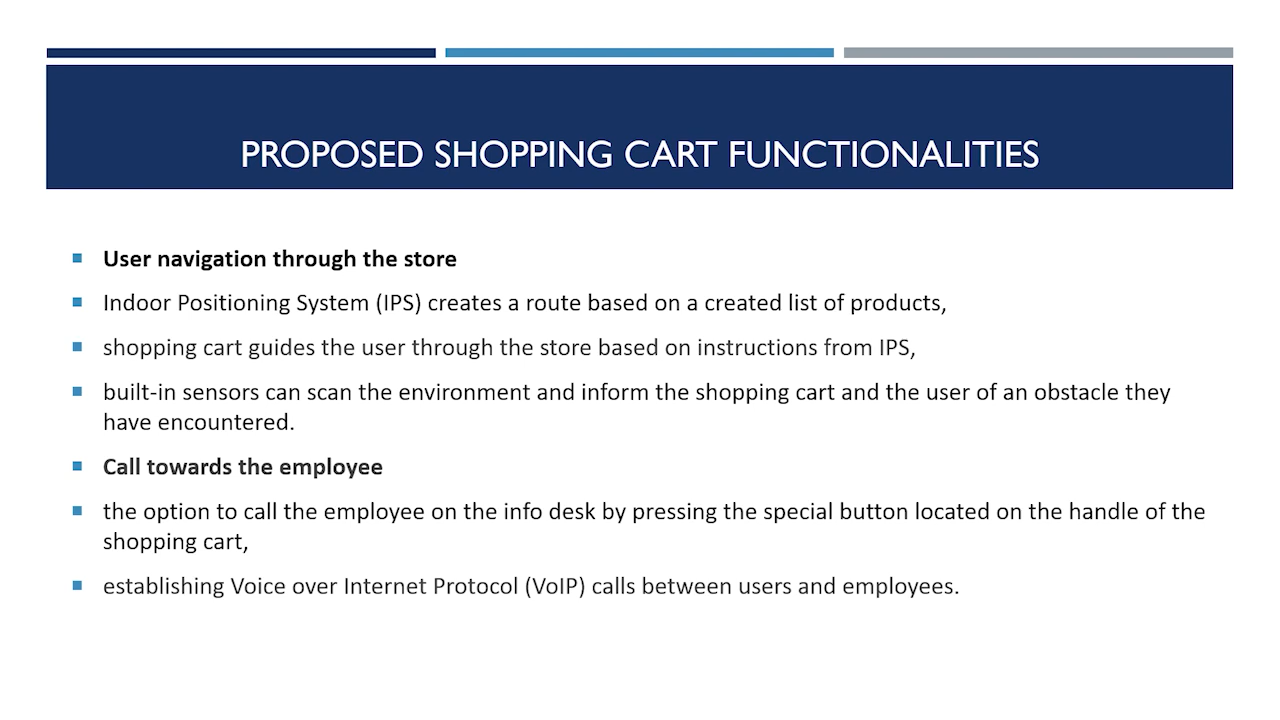 PROPOSED SHOPPING CART FUNCTIONALITIES
User navigation through the store
Indoor Positioning System (IPS) creates a route based on a created list of products,
shopping cart guides the user through the store based on instructions from IPS,
built-in sensors can scan the environment and inform the shopping cart and the user of an obstacle they
have encountered.
Call towards the employee
the option to call the employee on the info desk by pressing the special button located on the handle of the
shopping cart,
establishing Voice over Internet Protocol (VoIP) calls between users and employees.